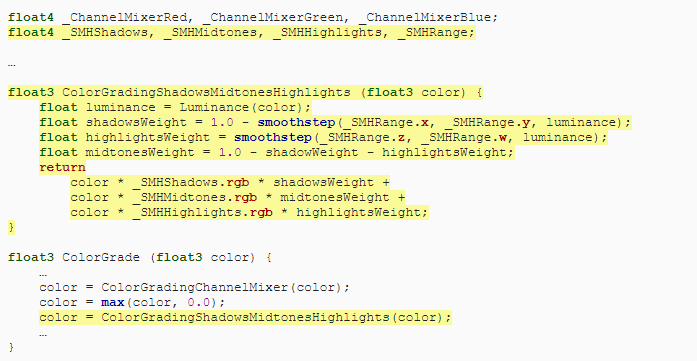 float4 _ChannelMixerRed, _ChannelMixerGreen, _ChannelMixerBlue;
float4 _SMHShadows, _SMHMidtones, _SMHHighlights, _SMHRange;
…
float3 ColorGradingShadowsMidtonesHighlights (float3 color) {
float luminance = Luminance(color);
float shadowsWeight = 1.0 - smoothstep(_SMHRange.x, _SMHRange.y, luminance);
float highlightsWeight = smoothstep(_SMHRange.z, _SMHRange.w, luminance);
float midtonesWeight = 1.0 - shadowWeight - highlightsWeight;
return
color * _SMHShadows.rgb * shadowsWeight +
color * _SMHMidtones.rgb * midtonesWeight +
color * _SMHHighlights.rgb * highlightsWeight;
}
float3 ColorGrade (float3 color) {
…
color = ColorGradingChannelMixer(color);
color = max(color, 0.0);
color = ColorGradingShadowsMidtonesHighlights(color);
…
}